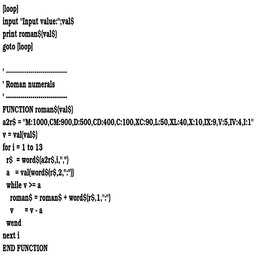 [loop]
input "Input value:";val$
print roman$(val$)
goto [loop]
' ------------------------------
' Roman numerals
' ------------------------------
FUNCTION roman$(val$)
a2r$ = "M:1000,CM:900,D:500,CD:400,C:100,XC:90,L:50,XL:40,X:10,IX:9,V:5,IV:4,I:1"
v = val(val$)
for i = 1 to 13
r$ = word$(a2r$,i,",")
a = val(word$(r$,2,":"))
while v >= a
roman$ = roman$ + word$(r$,1,":")
v = v - a
wend
next i
END FUNCTION